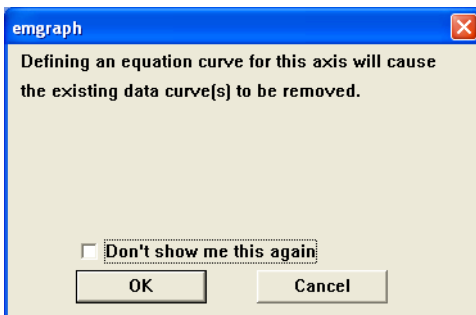 emgraph
Defining an equation curve for this axis will cause
the existing data curve(s) to be removed.
Don't show me this again
OK
Cancel